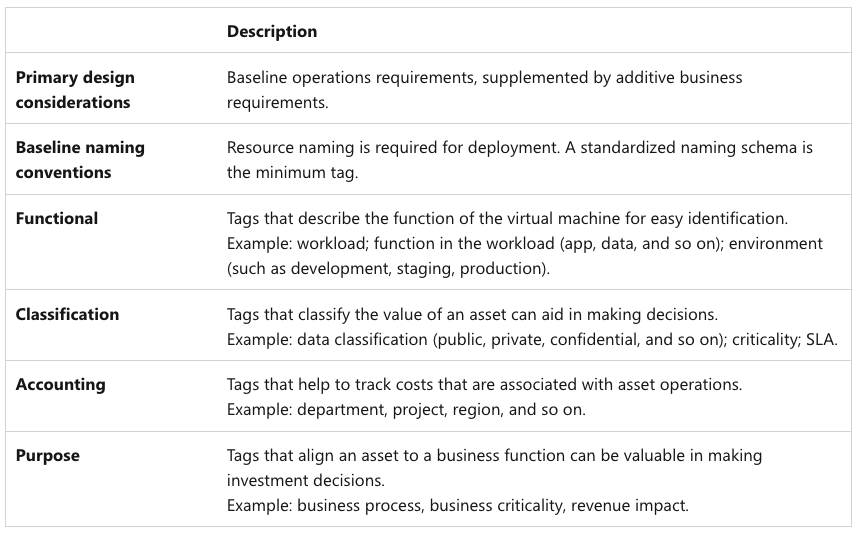 Description
Primary design
considerations
Baseline operations requirements, supplemented by additive business
requirements.
Baseline naming
conventions
Resource naming is required for deployment. A standardized naming schema is
the minimum tag.
Functional
Tags that describe the function of the virtual machine for easy identification.
Example: workload; function in the workload (app, data, and so on); environment
(such as development, staging, production).
Classification
Tags that classify the value of an asset can aid in making decisions.
Example: data classification (public, private, confidential, and so on); criticality; SLA.
Accounting
Tags that help to track costs that are associated with asset operations.
Example: department, project, region, and so on.
Purpose
Tags that align an asset to a business function can be valuable in making
investment decisions.
Example: business process, business criticality, revenue impact.